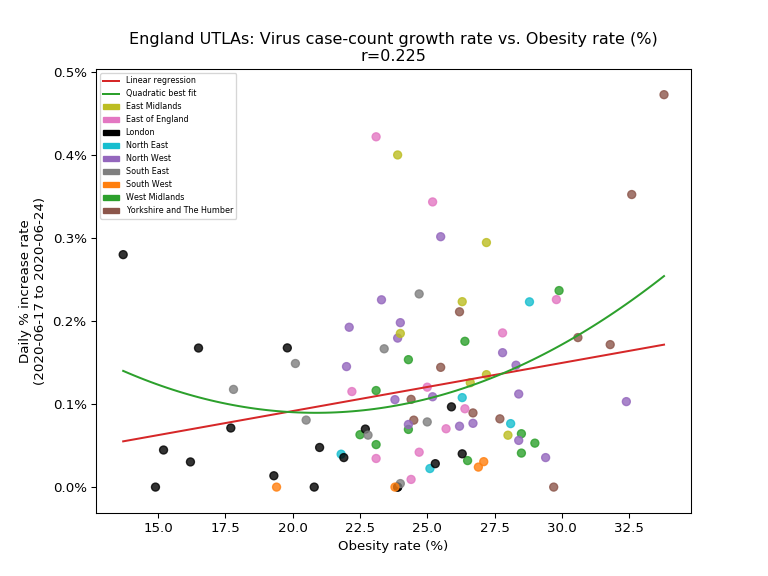 England UTLAs: Virus case-count growth rate vs. Obesity rate (%)
r=0.225
Daily % increase rate
(2020-06-17 to 2020-06-24)
0.5%
0.4%
0.3%
0.2%
0.1%
0.0%
Linear regression
Quadratic best fit
East Midlands
East of England
London
North East
North West
South East
South West
West Midlands
Yorkshire and The Humber
15.0 17.5 20.0 22.5 25.0 27.5 30.0 32.5
Obesity rate (%)